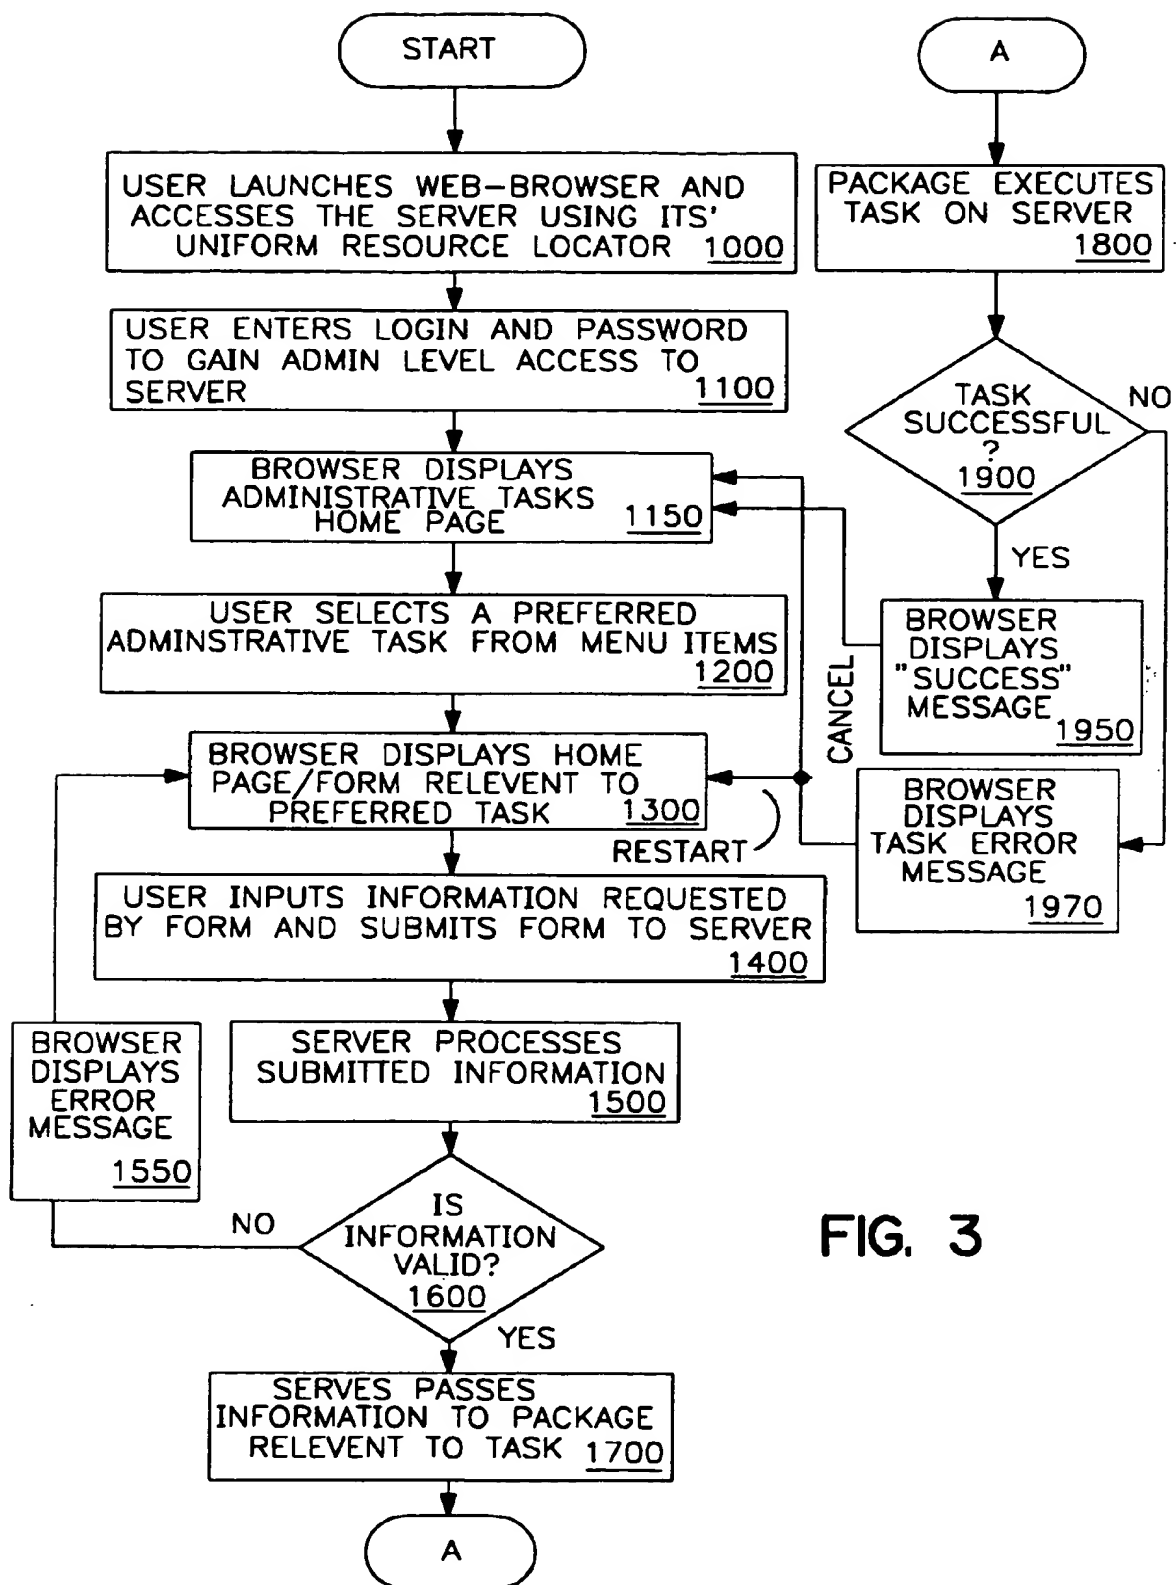 START
USER LAUNCHES WEB-BROWSER AND
ACCESSES THE SERVER USING ITS'
UNIFORM RESOURCE LOCATOR 1000
USER ENTERS LOGIN AND PASSWORD
TO GAIN ADMIN LEVEL ACCESS TO
SERVER 1100
BROWSER DISPLAYS
ADMINISTRATIVE TASKS
HOME PAGE 1150
USER SELECTS A PREFERRED
ADMINSTRATIVE TASK FROM MENU ITEMS
1200
BROWSER DISPLAYS HOME
PAGE/FORM RELEVENT TO
PREFERRED TASK 1300
RESTART
USER INPUTS INFORMATION REQUESTED
BY FORM AND SUBMITS FORM TO SERVER
1400
SERVER PROCESSES
SUBMITTED INFORMATION
1500
BROWSER
DISPLAYS
ERROR
MESSAGE
1550
IS
INFORMATION
VALID?
1600
NO
YES
SERVES PASSES
INFORMATION TO PACKAGE
RELEVENT TO TASK 1700
A
A
PACKAGE EXECUTES
TASK ON SERVER
1800
TASK
SUCCESSFUL
?
1900
NO
YES
BROWSER
DISPLAYS
"SUCCESS"
MESSAGE 1950
CANCEL
BROWSER
DISPLAYS
TASK ERROR
MESSAGE
1970
FIG. 3